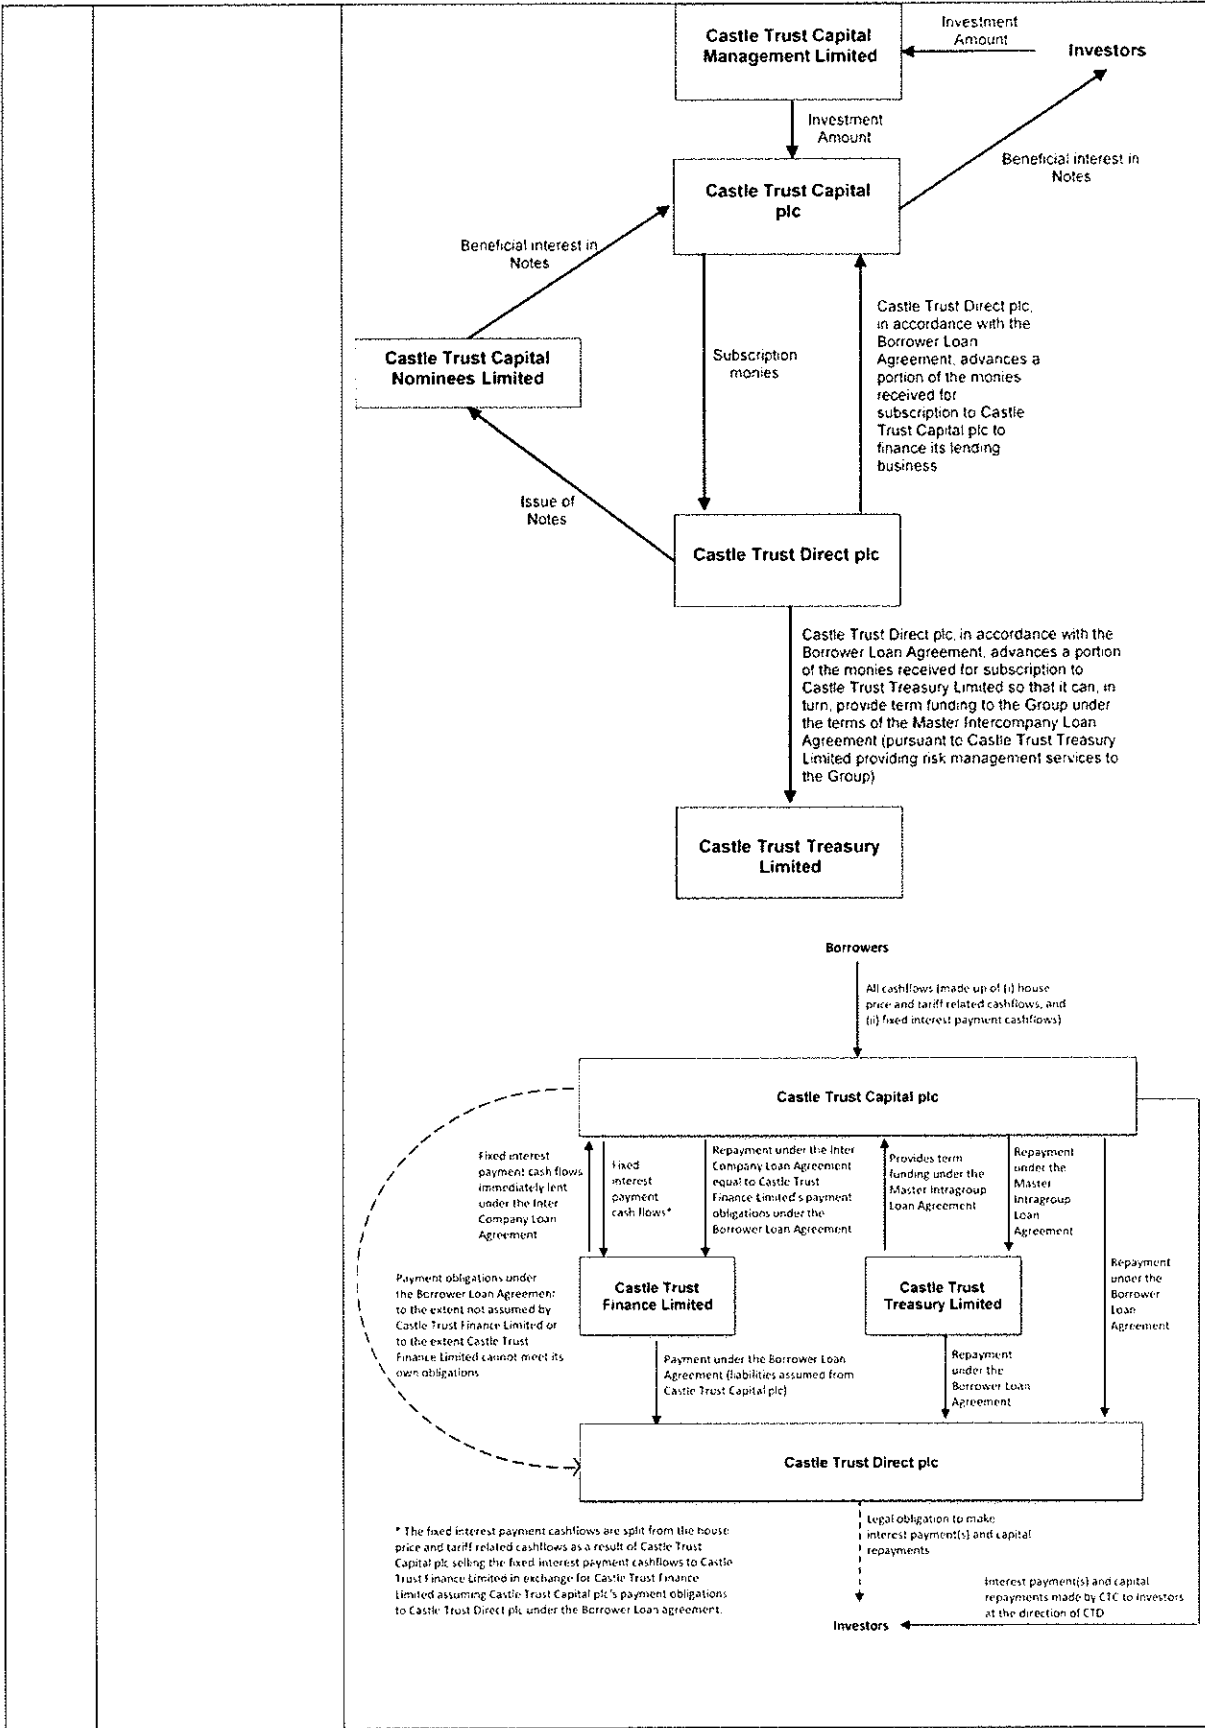 Castle Trust Capital
Management Limited
Investment
Amount
Investors
Investment
Amount
Castle Trust Capital
plc
Beneficial interest in
Notes
Beneficial interest in
Notes
Castle Trust Capital
Nominees Limited
Subscription
monies
Castle Trust Direct plc,
in accordance with the
Borrower Loan
Agreement, advances a
portion of the monies
received for
subscription to Castle
Trust Capital plc to
finance its lending
business
Issue of
Notes
Castle Trust Direct plc
Castle Trust Direct plc, in accordance with the
Borrower Loan Agreement, advances a portion
of the monies received for subscription to
Castle Trust Treasury Limited so that it can, in
turn, provide term funding to the Group under
the terms of the Master Intercompany Loan
Agreement (pursuant to Castle Trust Treasury
Limited providing risk management services to
the Group)
Castle Trust Treasury
Limited
Borrowers
All cashflows (made up of (i) house
price and tariff related cashflows, and
(ii) fixed interest payment cashflows)
Castle Trust Capital plc
Fixed interest
payment cash flows
immediately lent
under the Inter
Company Loan
Agreement
Fixed
interest
payment
cash flows*
Repayment under the Inter
Company Loan Agreement
equal to Castle Trust
Finance Limited's payment
obligations under the
Borrower Loan Agreement
Provides term
funding under the
Master Intragroup
Loan Agreement
Repayment
under the
Master
Intragroup
Loan
Agreement
Repayment
under the
Borrower
Loan
Agreement
Castle Trust
Finance Limited
Castle Trust
Treasury Limited
Payment obligations under
the Borrower Loan Agreement
to the extent not assumed by
Castle Trust Finance Limited or
to the extent Castle Trust
Finance Limited cannot meet its
own obligations
Payment under the Borrower Loan
Agreement (liabilities assumed from
Castle Trust Capital plc)
Repayment
under the
Borrower Loan
Agreement
Castle Trust Direct plc
Legal obligation to make
interest payment(s) and capital
repayments
* The fixed interest payment cashflows are split from the house
price and tariff related cashflows as a result of Castle Trust
Capital plc selling the fixed interest payment cashflows to Castle
Trust Finance Limited in exchange for Castle Trust Finance
Limited assuming Castle Trust Capital plc's payment obligations
to Castle Trust Direct plc under the Borrower Loan agreement.
Interest payment(s) and capital
repayments made by CTC to investors
at the direction of CTD
Investors